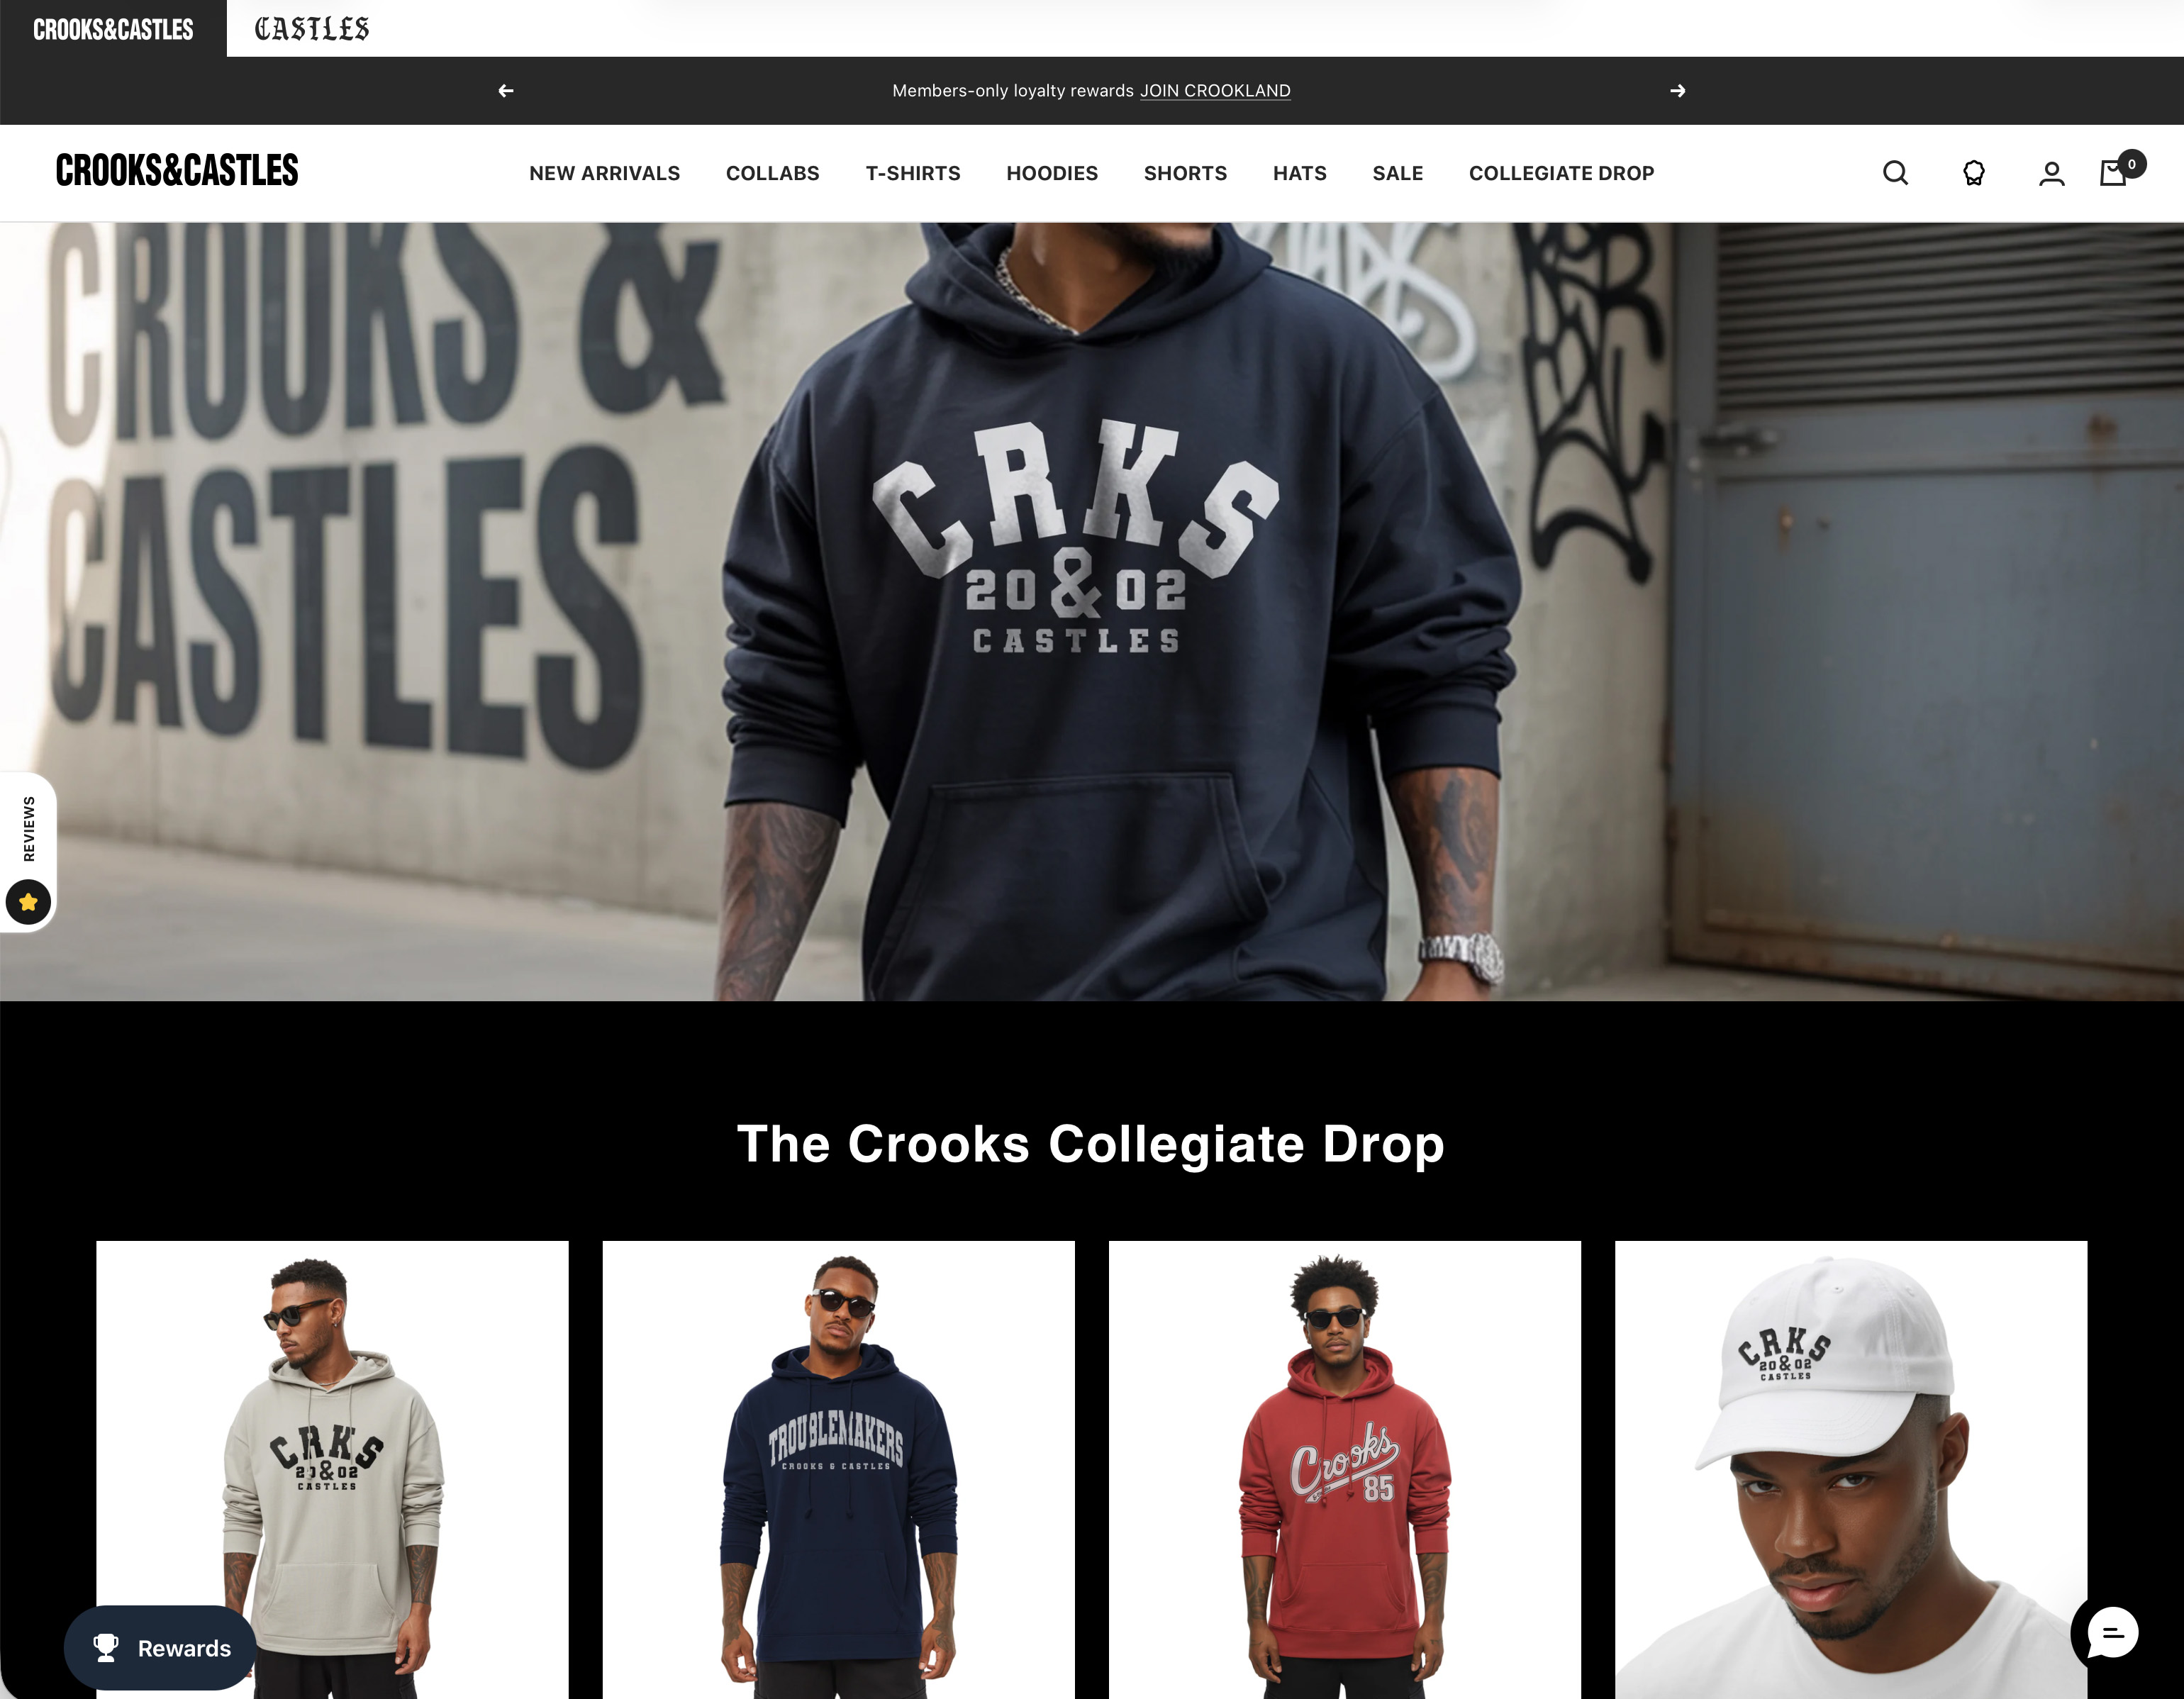 CROOKS&CASTLES
CASTLES
Members-only loyalty rewards JOIN CROOKLAND
CROOKS&CASTLES
NEW ARRIVALS
COLLABS
T-SHIRTS
HOODIES
SHORTS
HATS
SALE
COLLEGIATE DROP
0
CROOKS &
CASTLES
CRKS
20&02
CASTLES
REVIEWS
The Crooks Collegiate Drop
CRKS
20&02
CASTLES
TROUBLEMAKERS
CROOKS & CASTLES
Crooks
85
CRKS
20&02
CASTLES
Rewards